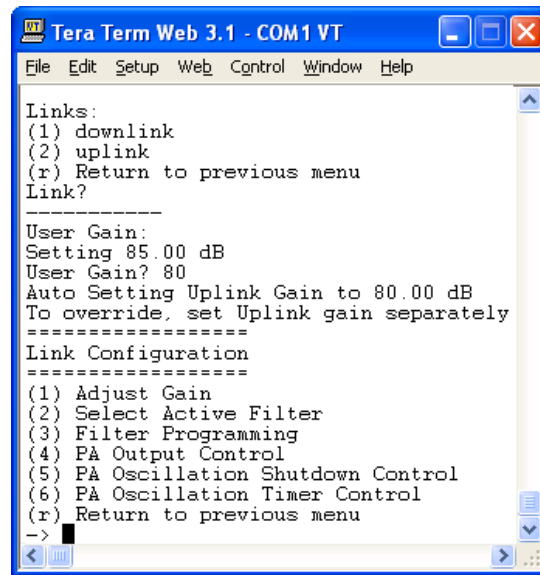 Tera Term Web 3.1 - COM1 VT
File Edit Setup Web Control Window Help
Links:
(1) downlink
(2) uplink
(r) Return to previous menu
Link?
-----------
User Gain:
Setting 85.00 dB
User Gain? 80
Auto Setting Uplink Gain to 80.00 dB
To override, set Uplink gain separately
==================
Link Configuration
==================
(1) Adjust Gain
(2) Select Active Filter
(3) Filter Programming
(4) PA Output Control
(5) PA Oscillation Shutdown Control
(6) PA Oscillation Timer Control
(r) Return to previous menu
->